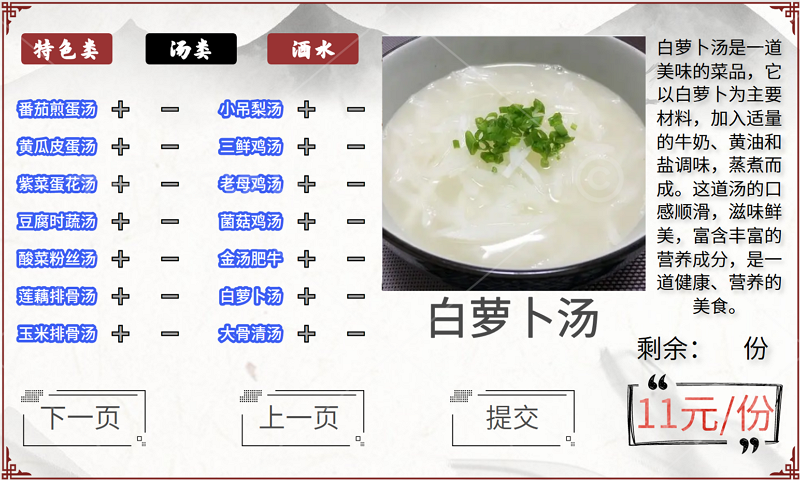 特色类
汤类
酒水
番茄煎蛋汤
小吊梨汤
黄瓜皮蛋汤
三鲜鸡汤
紫菜蛋花汤
老母鸡汤
豆腐时蔬汤
菌菇鸡汤
酸菜粉丝汤
金汤肥牛
莲藕排骨汤
白萝卜汤
玉米排骨汤
大骨清汤
白萝卜汤
白萝卜汤是一道
美味的菜品，它
以白萝卜为主要
材料，加入适量
的牛奶、黄油和
盐调味，蒸煮而
成。这道汤的口
感顺滑，滋味鲜
美，富含丰富的
营养成分，是一
道健康、营养的
美食。
剩余： 份
11元/份
下一页
上一页
提交